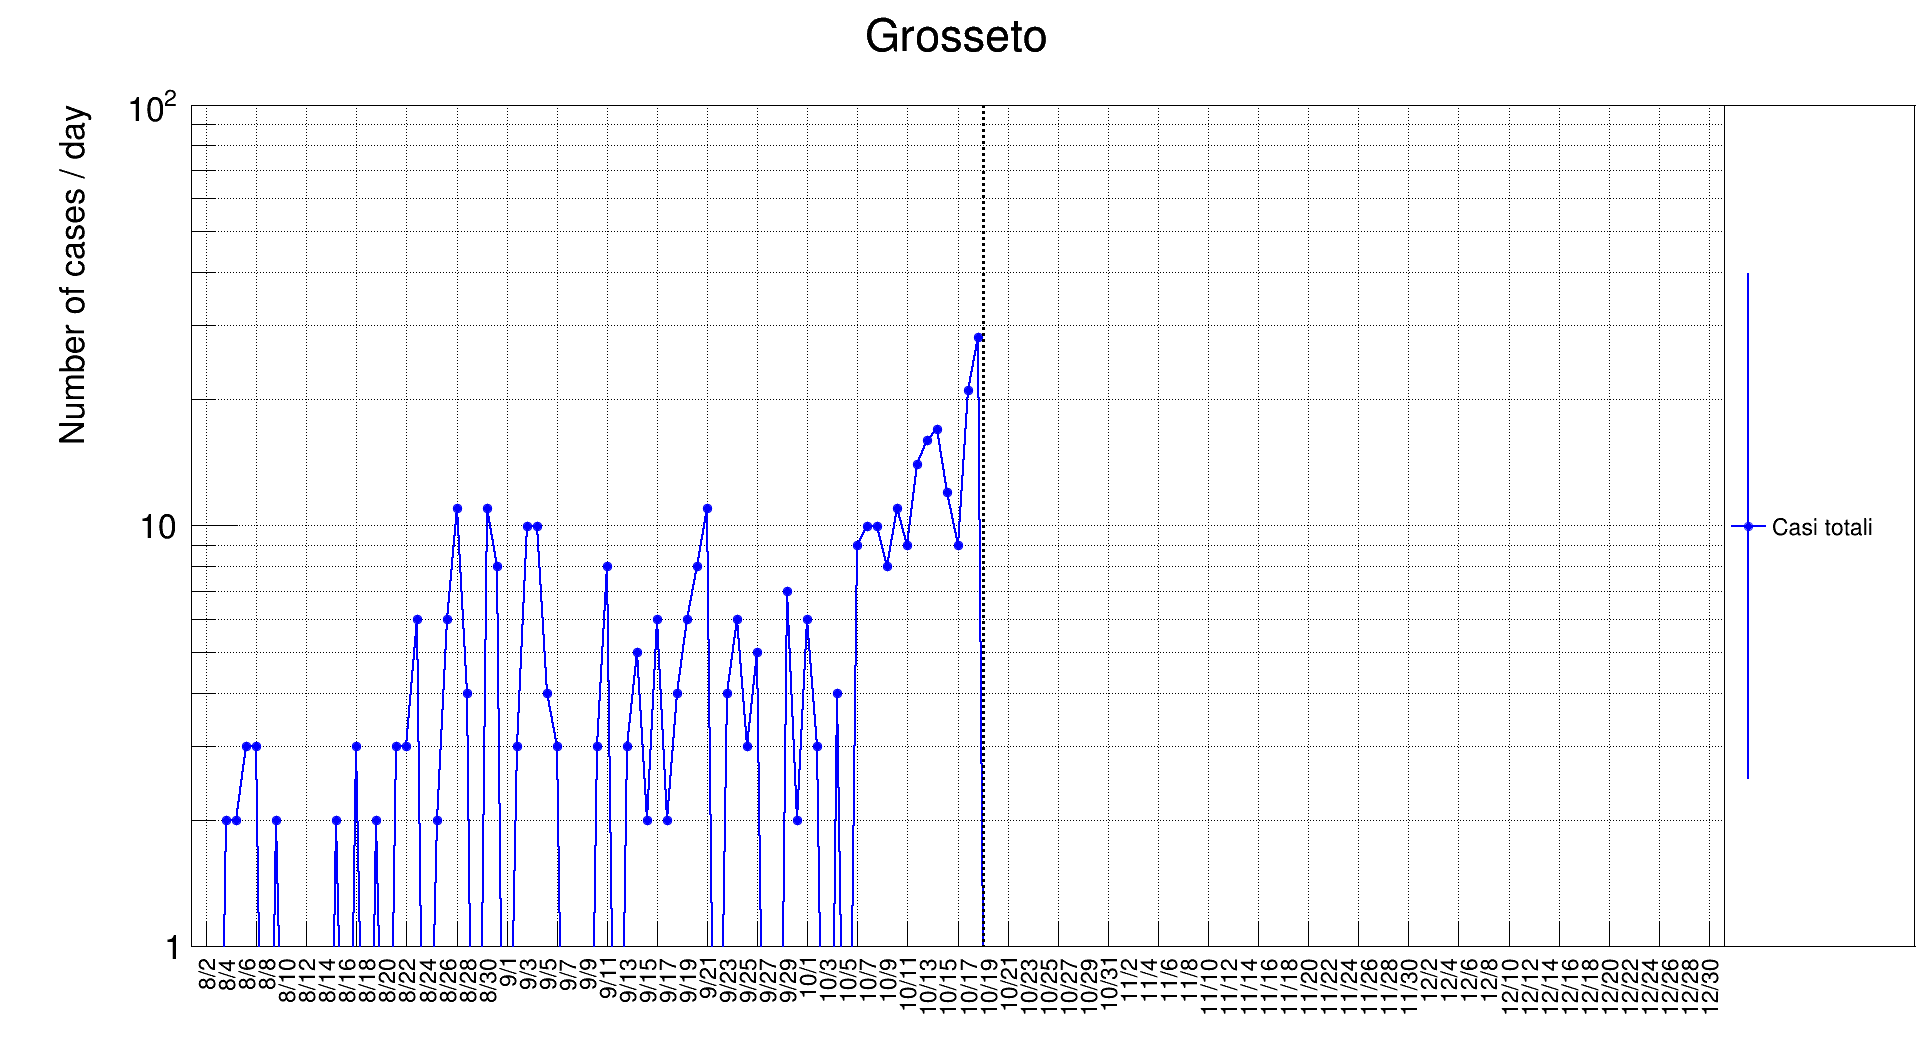 Grosseto
Number of cases / day
10²
10
1
8/2 8/4 8/6 8/8 8/10 8/12 8/14 8/16 8/18 8/20 8/22 8/24 8/26 8/28 8/30 9/1 9/3 9/5 9/7 9/9 9/11 9/13 9/15 9/17 9/19 9/21 9/23 9/25 9/27 9/29 10/1 10/3 10/5 10/7 10/9 10/11 10/13 10/15 10/17 10/19 10/21 10/23 10/25 10/27 10/29 10/31 11/2 11/4 11/6 11/8 11/10 11/12 11/14 11/16 11/18 11/20 11/22 11/24 11/26 11/28 11/30 12/2 12/4 12/6 12/8 12/10 12/12 12/14 12/16 12/18 12/20 12/22 12/24 12/26 12/28 12/30
Casi totali